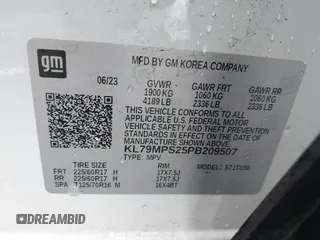 gm
MFD BY GM KOREA COMPANY
06/23
GVWR - GAWR FRT GAWR RR
1900 KG 1060 KG 1060 KG
4189 LB 2336 LB 2336 LB
THIS VEHICLE CONFORMS TO ALL APPLICABLE U.S. FEDERAL MOTOR VEHICLE SAFETY, BUMPER, AND THEFT PREVENTION STANDARDS IN EFFECT ON THE DATE OF MANUFACTURE SHOWN ABOVE.
KL79MPS25PB209507
TYPE: MPV MODEL:
TIRE SIZE RIM
FRT 225/60R17 H 17X7.5J
RR 225/60R17 H 17X7.5J
SPA T125/70R16 M 16X4BT
DREAMBID AUTOBIDCAR